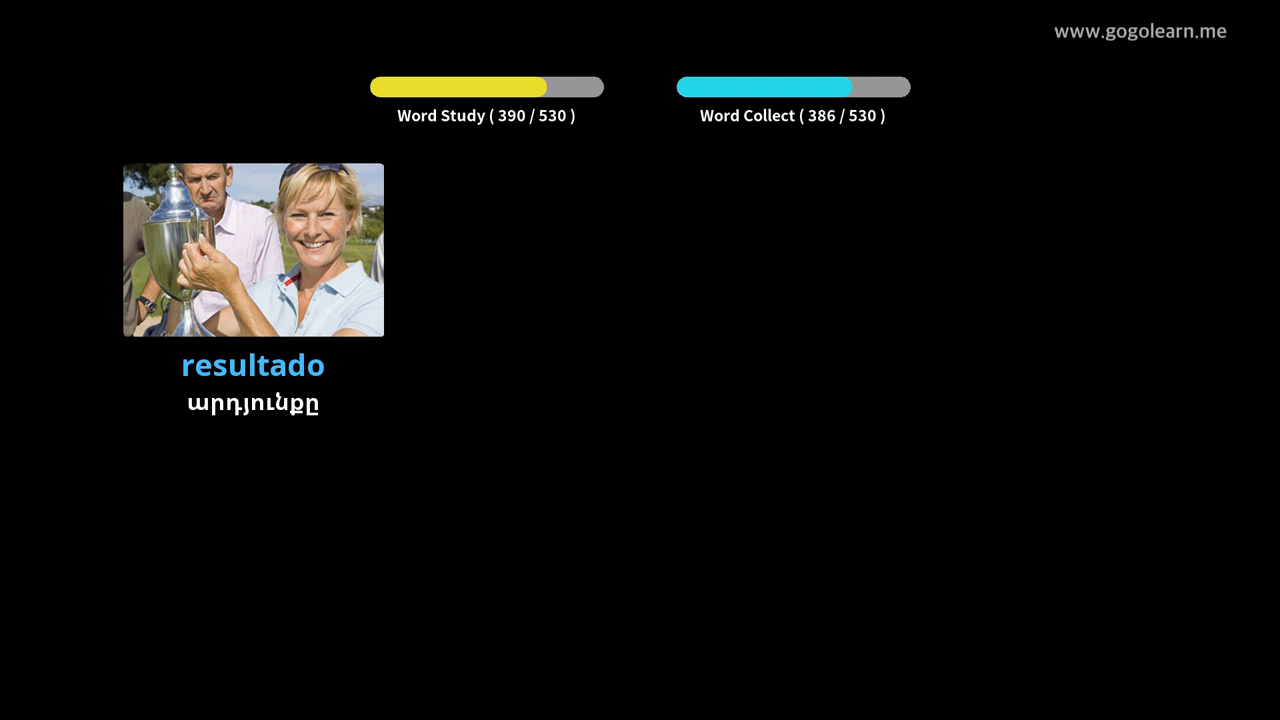 www.gogolearn.me
Word Study ( 390 / 530 )
Word Collect ( 386 / 530 )
resultado
արդյունքը